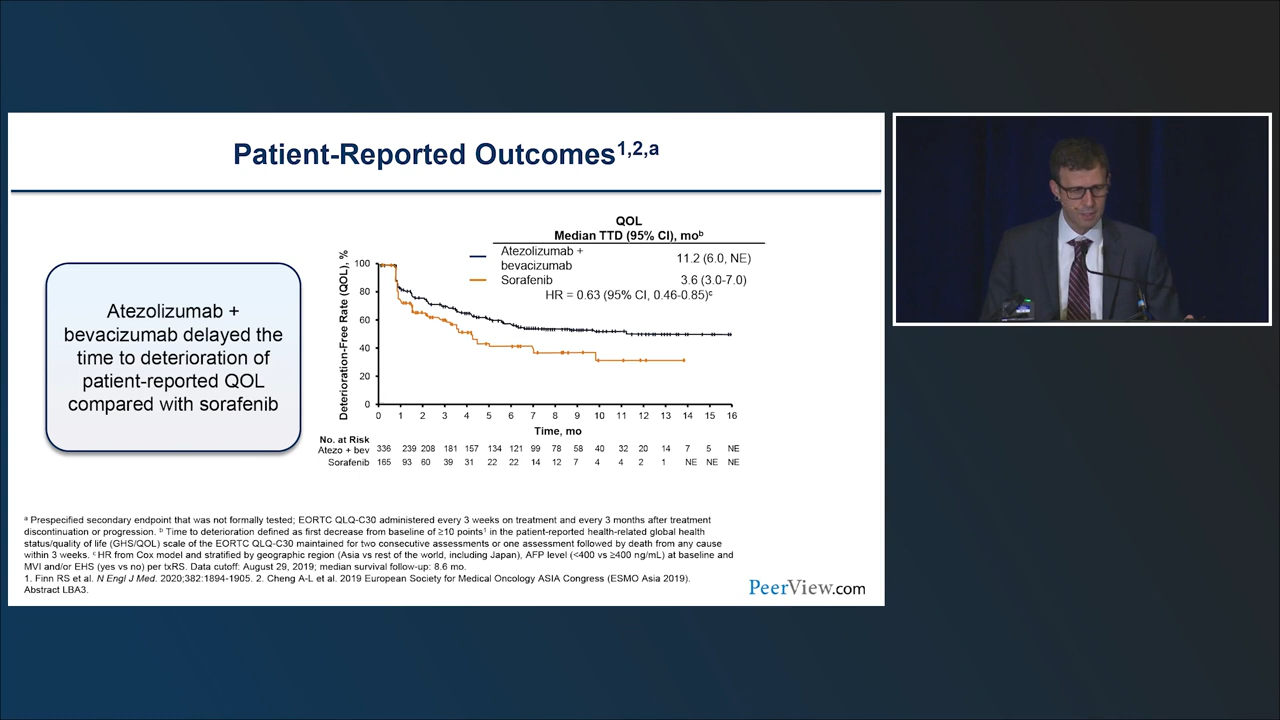 Patient-Reported Outcomes1,2,a
Atezolizumab +
bevacizumab delayed the
time to deterioration of
patient-reported QOL
compared with sorafenib
QOL
Median TTD (95% CI), mob
Atezolizumab +
bevacizumab 11.2 (6.0, NE)
Sorafenib 3.6 (3.0-7.0)
HR = 0.63 (95% CI, 0.46-0.85)c
Deterioration-Free Rate (QOL), %
100
80
60
40
20
0
0 1 2 3 4 5 6 7 8 9 10 11 12 13 14 15 16
Time, mo
No. at Risk
Atezo + bev 336 239 208 181 157 134 121 99 78 58 40 32 20 14 7 5 NE
Sorafenib 165 93 60 39 31 22 22 14 12 7 4 4 2 1 NE NE NE
a Prespecified secondary endpoint that was not formally tested; EORTC QLQ-C30 administered every 3 weeks on treatment and every 3 months after treatment
discontinuation or progression. b Time to deterioration defined as first decrease from baseline of ≥10 points1 in the patient-reported health-related global health
status/quality of life (GHS/QOL) scale of the EORTC QLQ-C30 maintained for two consecutive assessments or one assessment followed by death from any cause
within 3 weeks. c HR from Cox model and stratified by geographic region (Asia vs rest of the world, including Japan), AFP level (<400 vs ≥400 ng/mL) at baseline and
MVI and/or EHS (yes vs no) per txRS. Data cutoff: August 29, 2019; median survival follow-up: 8.6 mo.
1. Finn RS et al. N Engl J Med. 2020;382:1894-1905. 2. Cheng A-L et al. 2019 European Society for Medical Oncology ASIA Congress (ESMO Asia 2019).
Abstract LBA3.
PeerView.com